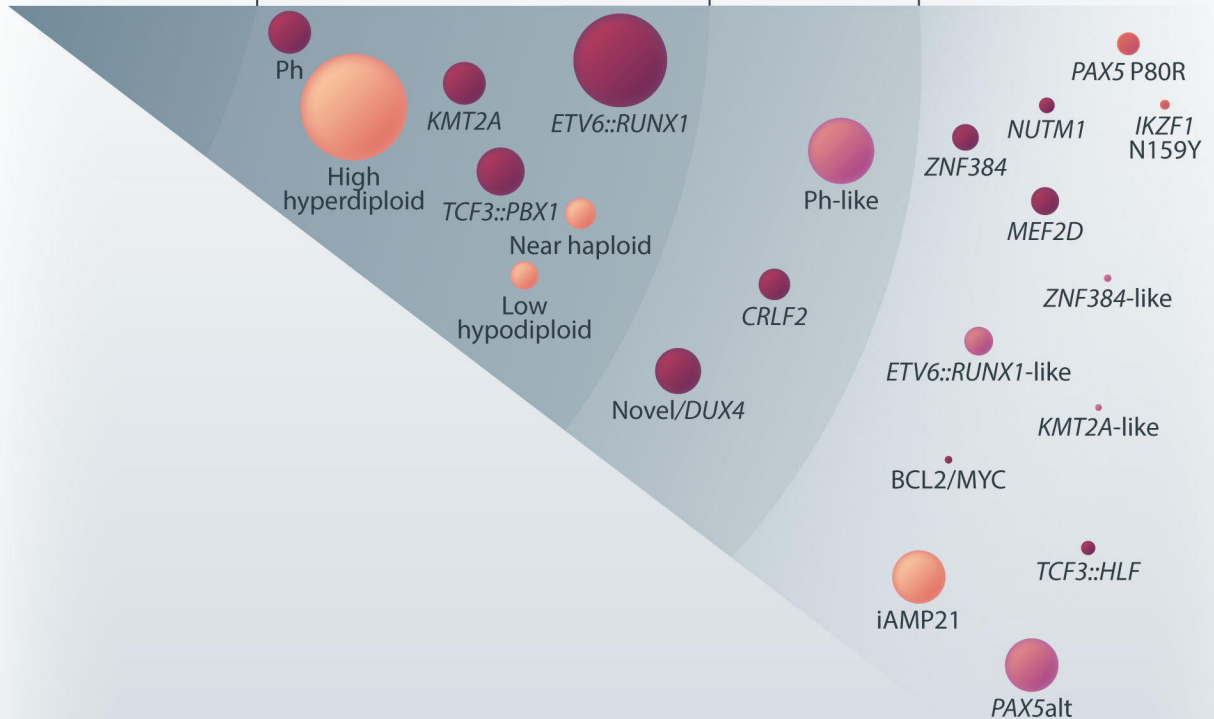 Ph
High
hyperdiploid
KMT2A
ETV6::RUNX1
TCF3::PBX1
Near haploid
Low
hypodiploid
Ph-like
CRLF2
Novel/DUX4
PAX5 P80R
NUTM1
IKZF1
N159Y
ZNF384
MEF2D
ZNF384-like
ETV6::RUNX1-like
KMT2A-like
BCL2/MYC
TCF3::HLF
iAMP21
PAX5alt